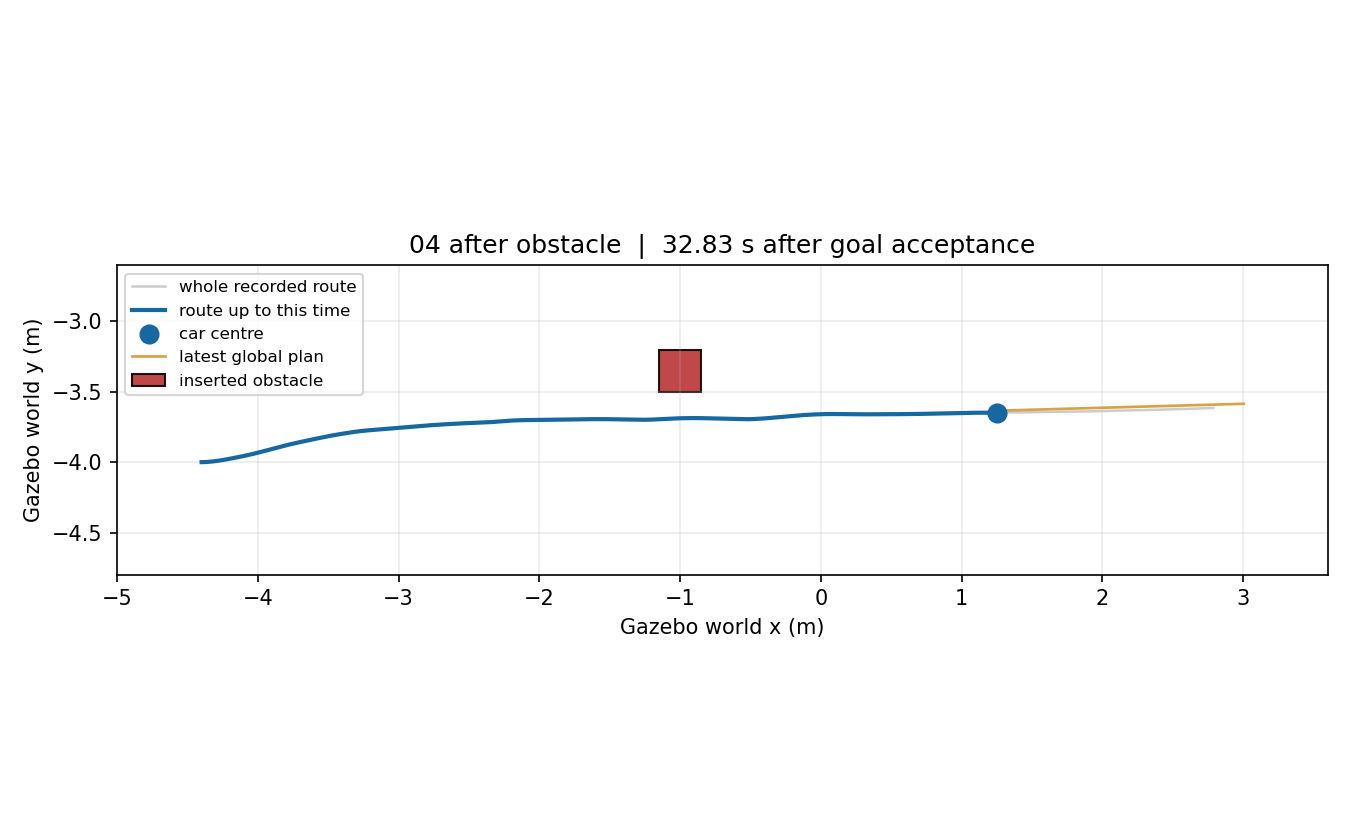 04 after obstacle  |  32.83 s after goal acceptance
whole recorded route
route up to this time
car centre
latest global plan
inserted obstacle
Gazebo world y (m)
−3.0
−3.5
−4.0
−4.5
−5 −4 −3 −2 −1 0 1 2 3
Gazebo world x (m)